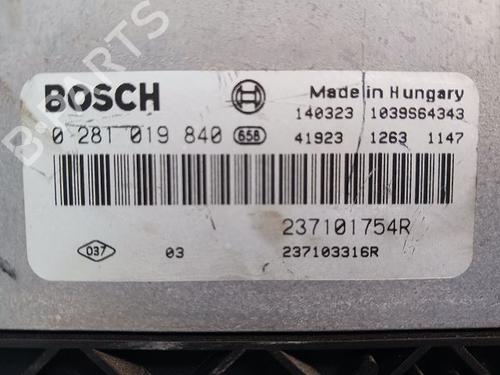 B-PARTS
BOSCH
Made in Hungary
140323 1039S64343
0 281 019 840 658
41923 1263 1147
237101754R
037 03 237103316R